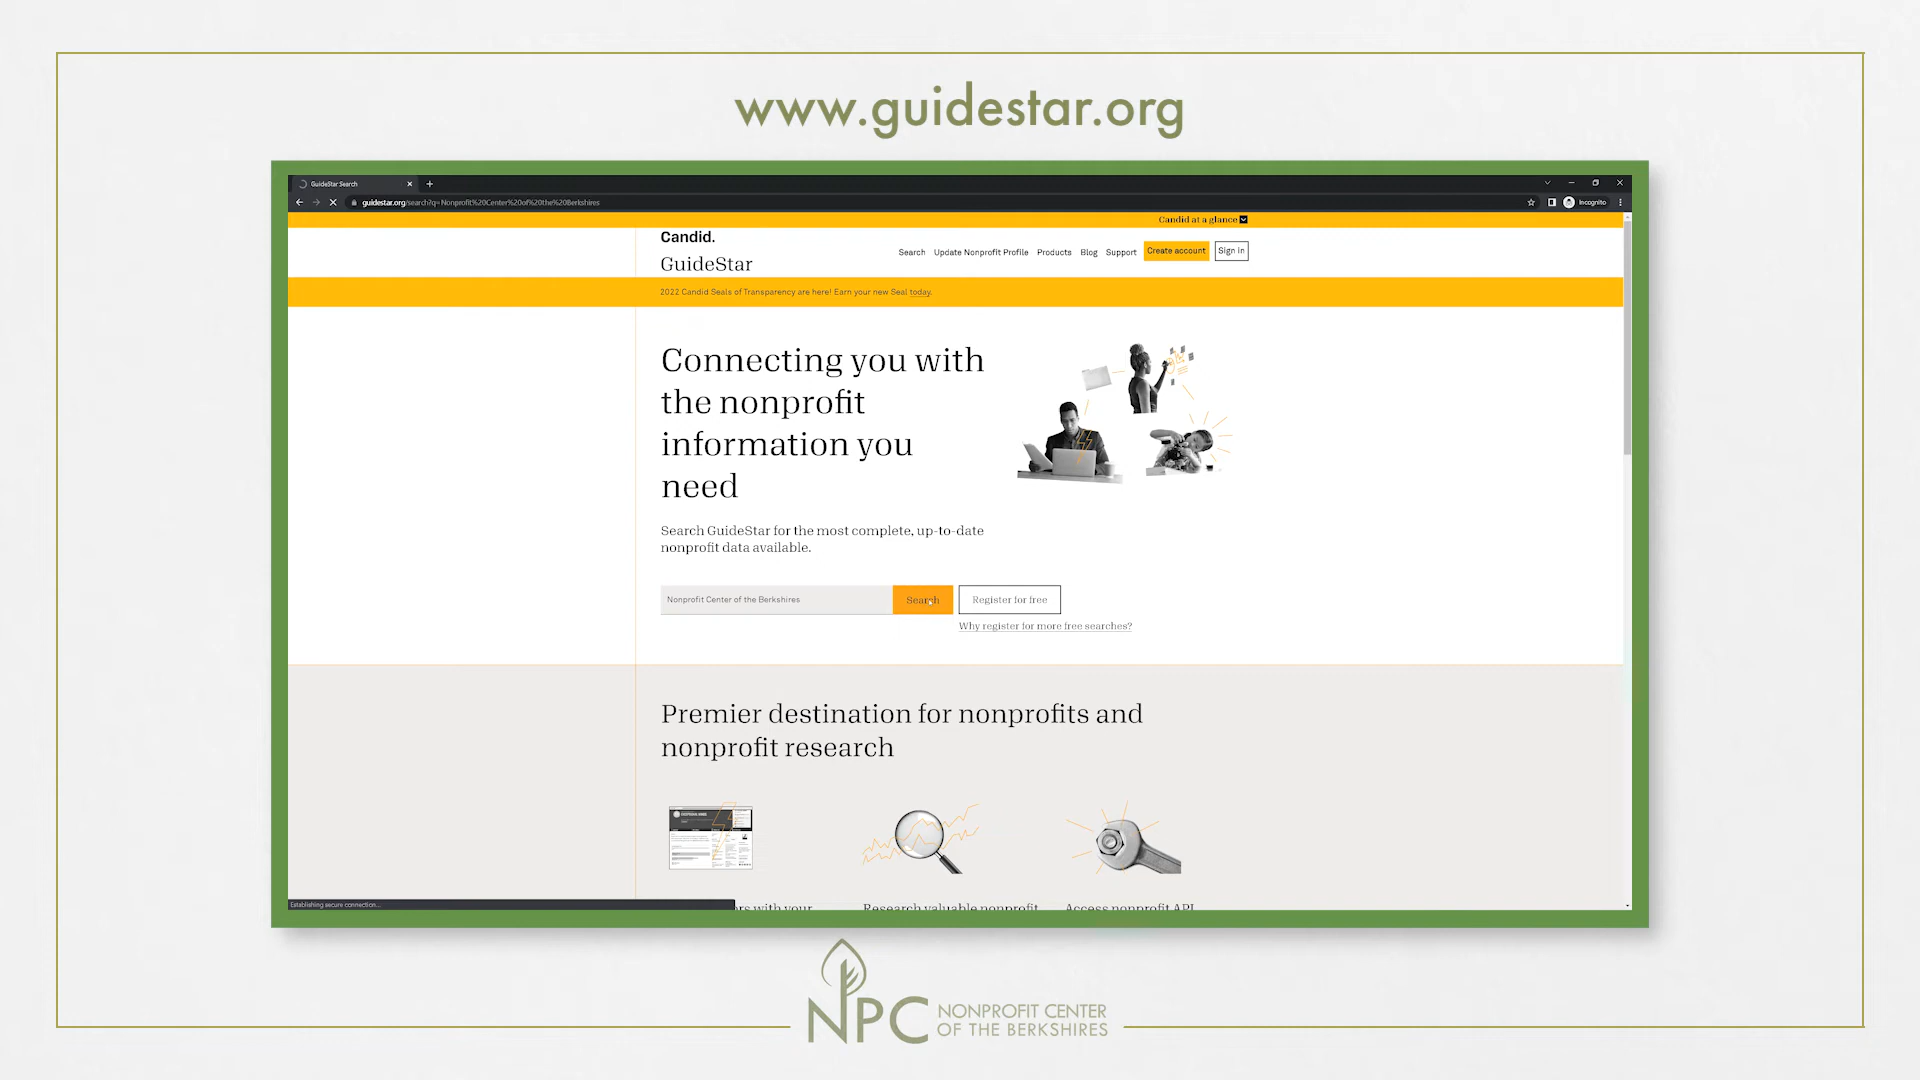 www.guidestar.org
GuideStar Search
guidestar.org/search?q=Nonprofit%20Center%20of%20the%20Berkshires
Incognito
Candid at a glance
Candid.
GuideStar
Search Update Nonprofit Profile Products Blog Support Create account Sign in
2022 Candid Seals of Transparency are here! Earn your new Seal today.
Connecting you with
the nonprofit
information you
need
Search GuideStar for the most complete, up-to-date
nonprofit data available.
Nonprofit Center of the Berkshires Search Register for free
Why register for more free searches?
Premier destination for nonprofits and
nonprofit research
with your Research valuable nonprofit Access nonprofit API
Establishing secure connection...
NPC NONPROFIT CENTER
OF THE BERKSHIRES